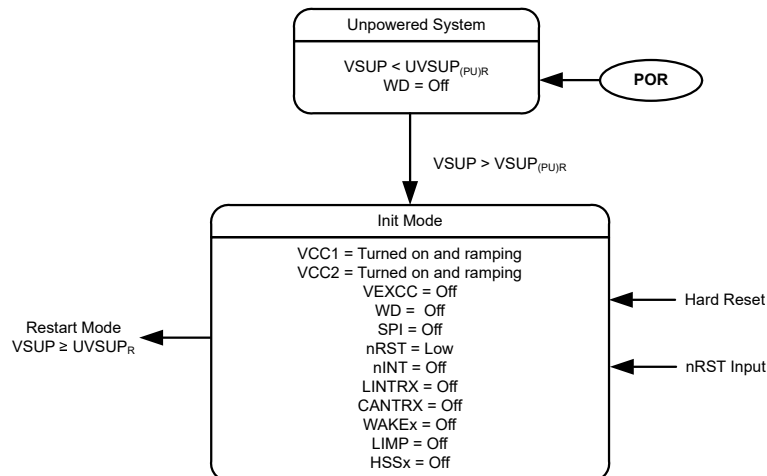 Unpowered System
VSUP < UVSUP(PU)R
WD = Off
POR
VSUP > VSUP(PU)R
Init Mode
VCC1 = Turned on and ramping
VCC2 = Turned on and ramping
VEXCC = Off
WD = Off
SPI = Off
nRST = Low
nINT = Off
LINTRX = Off
CANTRX = Off
WAKEx = Off
LIMP = Off
HSSx = Off
Restart Mode
VSUP ≥ UVSUPR
Hard Reset
nRST Input